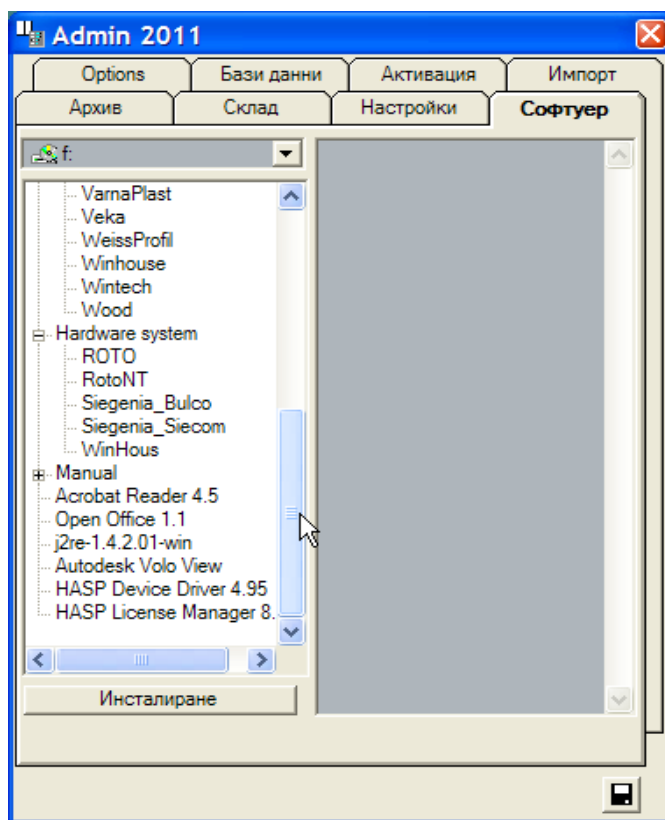 Admin 2011
Options Бази данни Активация Импорт
Архив Склад Настройки Софтуер
f:
VarnaPlast
Veka
WeissProfil
Winhouse
Wintech
Wood
Hardware system
ROTO
RotoNT
Siegenia_Bulco
Siegenia_Siecom
WinHous
Manual
Acrobat Reader 4.5
Open Office 1.1
j2re-1.4.2.01-win
Autodesk Volo View
HASP Device Driver 4.95
HASP License Manager 8.
Инсталиране